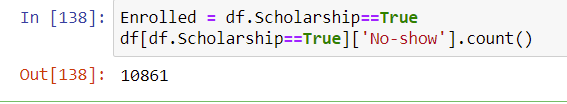 In [138]: Enrolled = df.Scholarship==True
df[df.Scholarship==True]['No-show'].count()
Out[138]: 10861